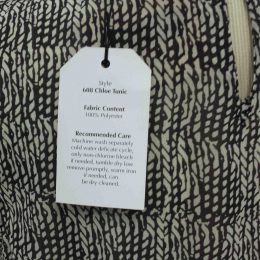 Style
608 Chloe Tunic
Fabric Content
100% Polyester
Recommended Care
Machine wash separately
cold water delicate cycle,
only non-chlorine bleach
if needed, tumble dry low
remove promptly, warm iron
if needed, can
be dry cleaned.